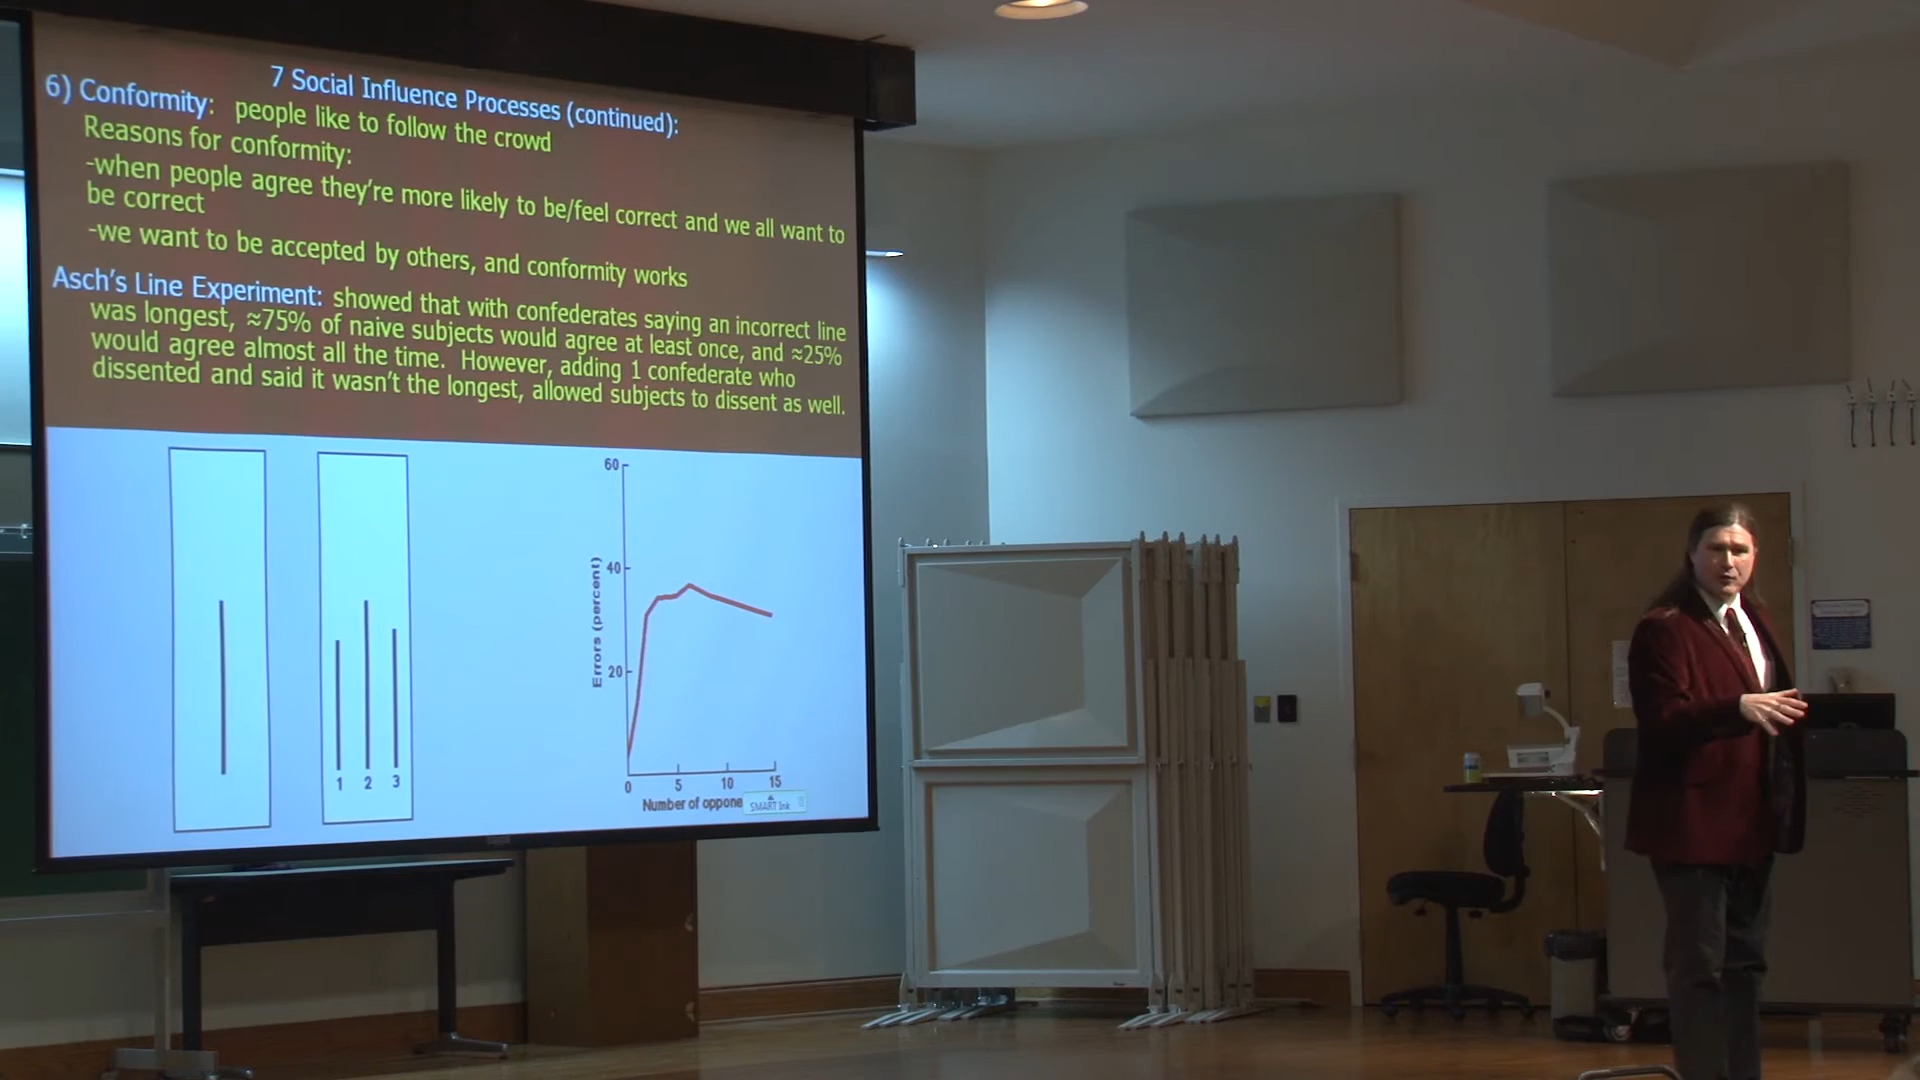 7 Social Influence Processes (continued):
6) Conformity: people like to follow the crowd
Reasons for conformity:
-when people agree they're more likely to be/feel correct and we all want to
be correct
-we want to be accepted by others, and conformity works
Asch's Line Experiment: showed that with confederates saying an incorrect line
was longest, ≈75% of naive subjects would agree at least once, and ≈25%
would agree almost all the time. However, adding 1 confederate who
dissented and said it wasn't the longest, allowed subjects to dissent as well.
1 2 3
60
40
20
Errors (percent)
0 5 10 15
Number of oppone
SMART Ink